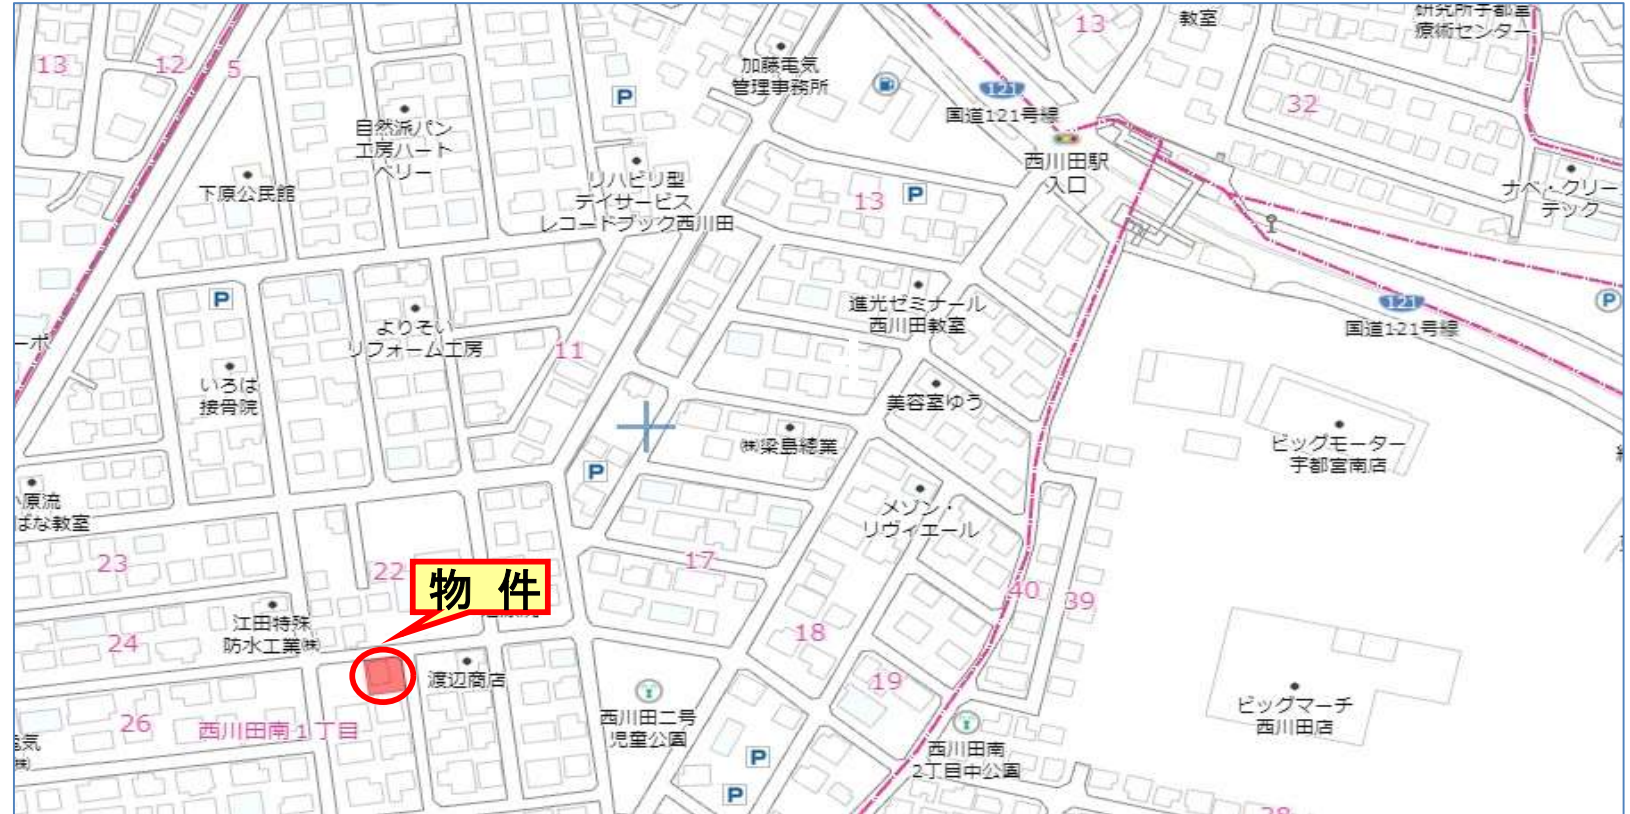 13
12
5
自然派パン
工房ハート
ベリー
下原公民館
P
加藤電気
管理事務所
リハビリ型
デイサービス
レコードブック西川田
13
教室
療術センター
121
国道121号線
西川田駅
入口
32
ナベ・クリー
テック
13
P
P
よりそい
リフォーム工房
11
いろは
接骨院
進光ゼミナール
西川田教室
121
国道121号線
P
美容室ゆう
㈱梁島總業
ビッグモーター
宇都宮南店
P
原流
ばな教室
メゾン・
リヴィエール
23
22
物 件
17
40
39
江田特殊
防水工業㈱
24
18
渡辺商店
19
西川田二号
児童公園
26
西川田南１丁目
ビッグマーチ
西川田店
西川田南
2丁目中公園
P
P